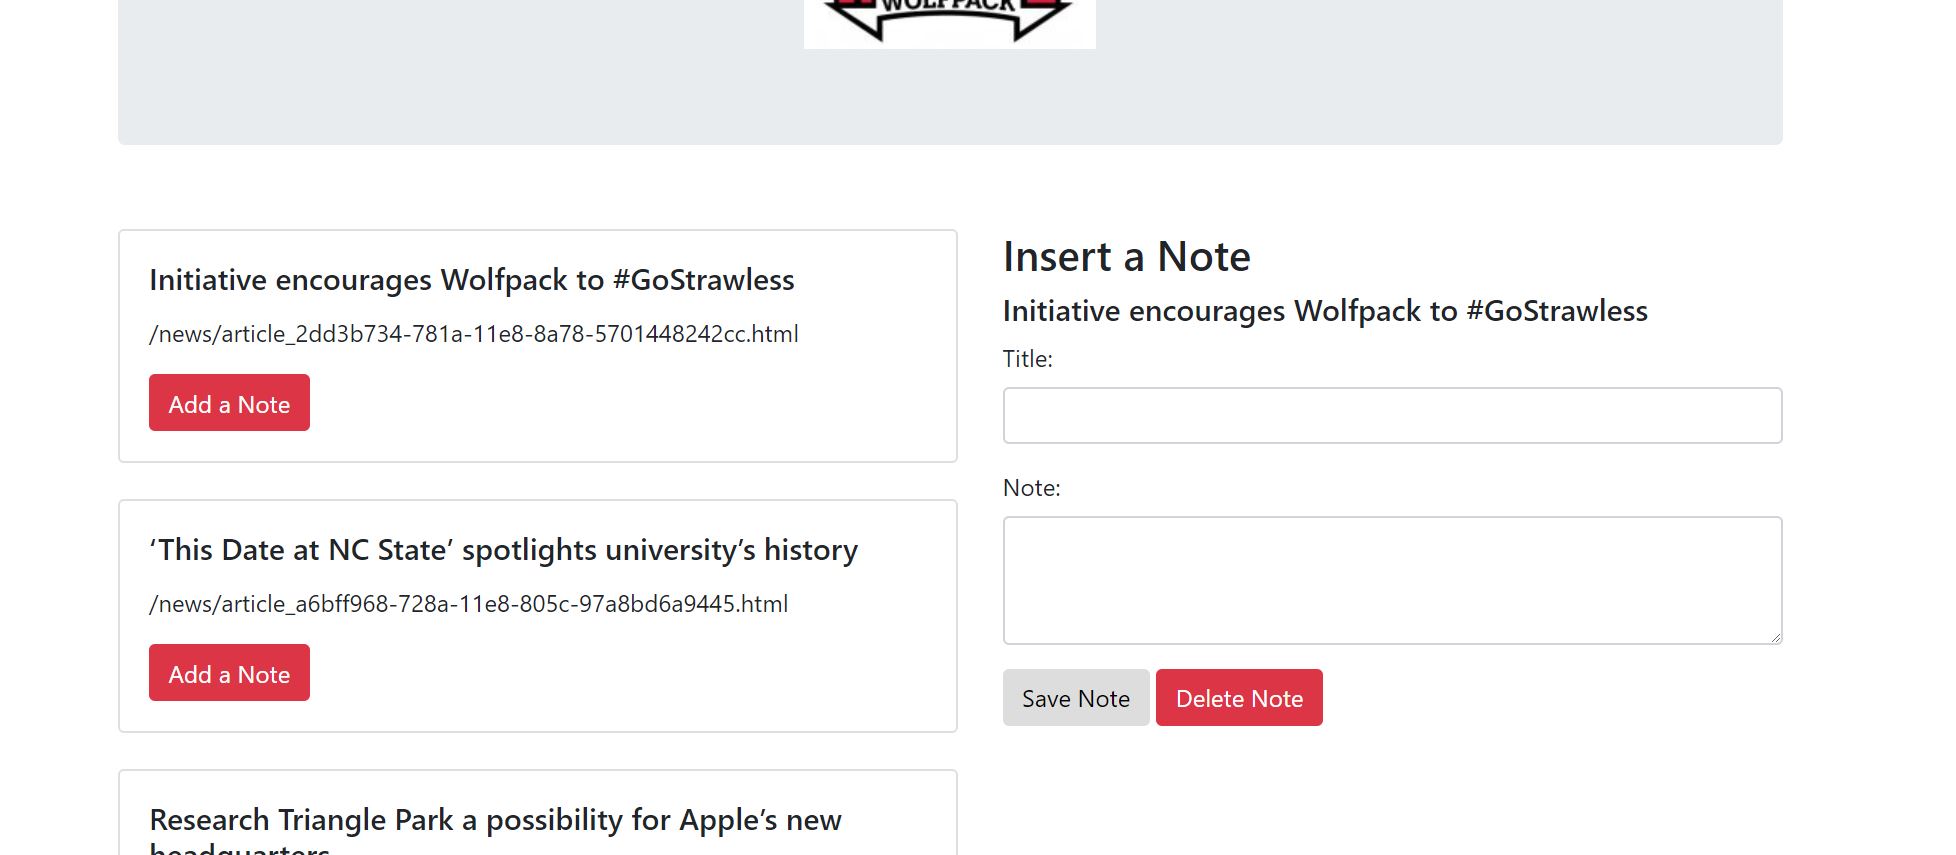 WOLFPACK
Initiative encourages Wolfpack to #GoStrawless
/news/article_2dd3b734-781a-11e8-8a78-5701448242cc.html
Add a Note
‘This Date at NC State’ spotlights university’s history
/news/article_a6bff968-728a-11e8-805c-97a8bd6a9445.html
Add a Note
Research Triangle Park a possibility for Apple’s new
headquarters
Insert a Note
Initiative encourages Wolfpack to #GoStrawless
Title:
Note:
Save Note
Delete Note